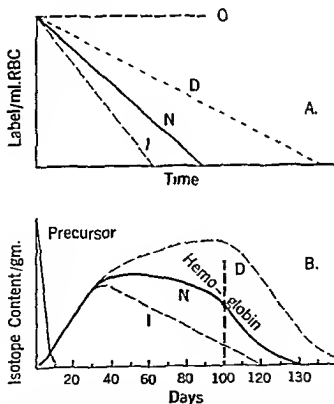 O
D
N
I
A.
Label/ml.RBC
Time
Precursor
B.
D
Hemo-globin
N
I
Isotope Content/gm.
20 40 60 80 100 120 130
Days